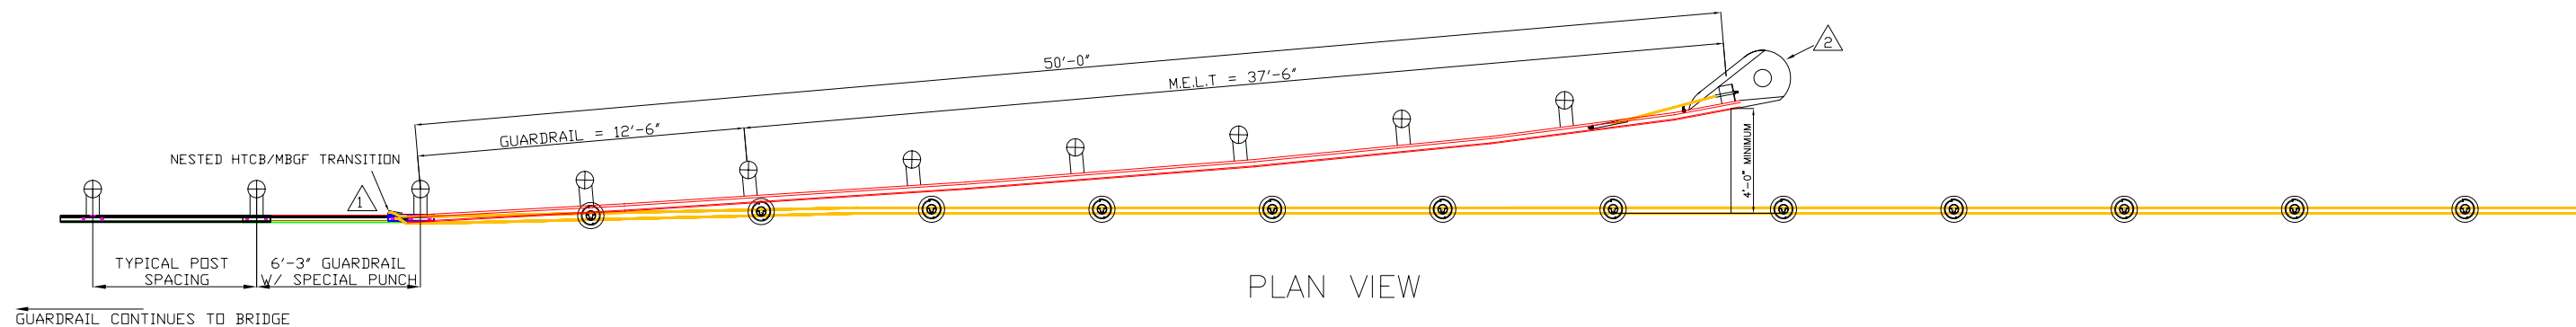 50'-0"
M.E.L.T = 37'-6"
2
GUARDRAIL = 12'-6"
NESTED HTCB/MBGF TRANSITION
1
4'-0" MINIMUM
TYPICAL POST
SPACING
6'-3" GUARDRAIL
W/ SPECIAL PUNCH
PLAN VIEW
GUARDRAIL CONTINUES TO BRIDGE